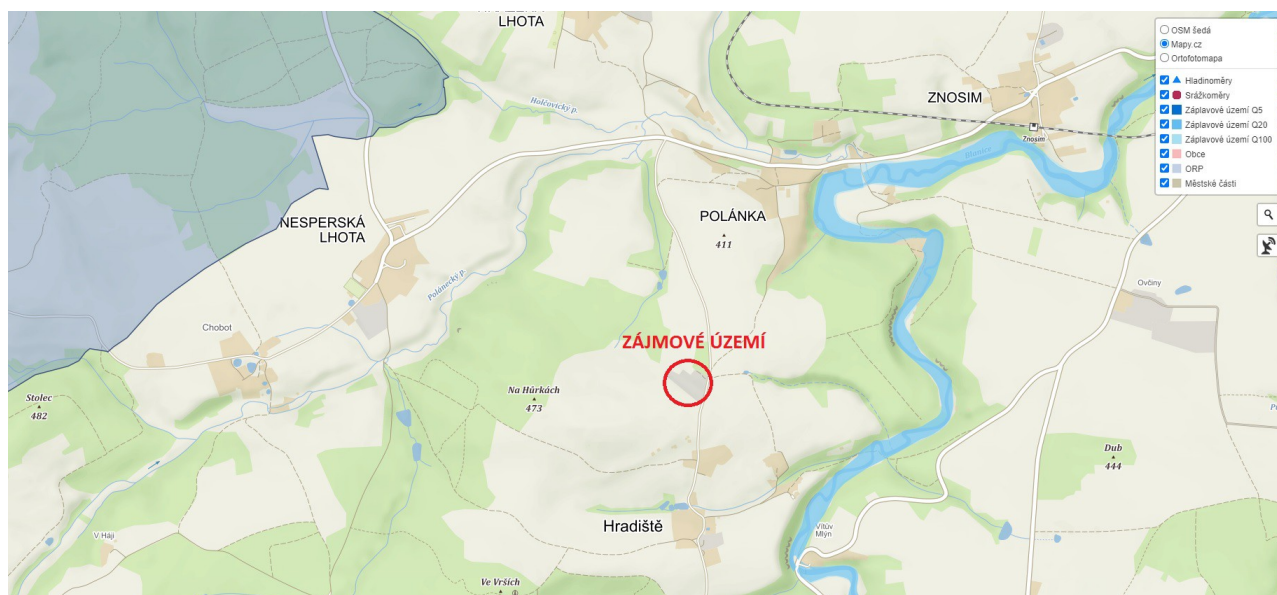 LHOTA
Holčovický p.
ZNOSIM
Znosim
Blanice
NESPERSKÁ
LHOTA
POLÁNKA
411
Polánecký p.
Ovčiny
Chobot
ZÁJMOVÉ ÚZEMÍ
Stolec
482
Na Hůrkách
473
Dub
444
Hradiště
Vítův
Mlýn
V Háji
Ve Vrších
OSM šedá
Mapy.cz
Ortofotomapa
Hladinoměry
Srážkoměry
Záplavové území Q5
Záplavové území Q20
Záplavové území Q100
Obce
ORP
Městské části